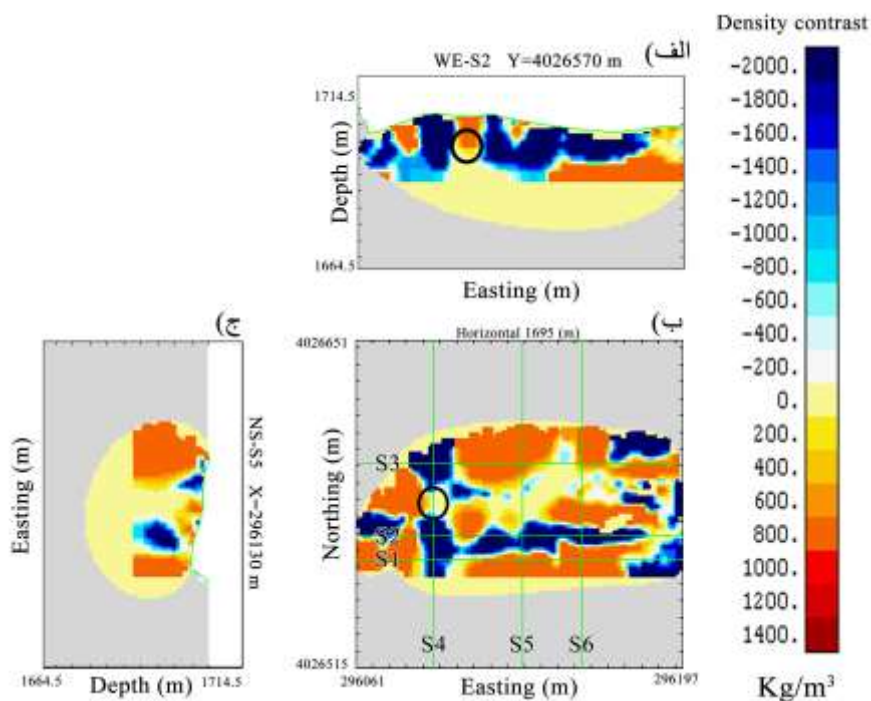 Density contrast
الف)
WE-S2 Y=4026570 m
1714.5
Depth (m)
1664.5
Easting (m)
-2000.
-1800.
-1600.
-1400.
-1200.
-1000.
-800.
-600.
-400.
-200.
0.
200.
400.
600.
800.
1000.
1200.
1400.
Kg/m³
ج)
Easting (m)
NS-S5 X=296130 m
1664.5
1714.5
Depth (m)
ب)
Horizontal 1695 (m)
4026651
Northing (m)
S3
S2
S1
S4
S5
S6
4026515
296061
296197
Easting (m)